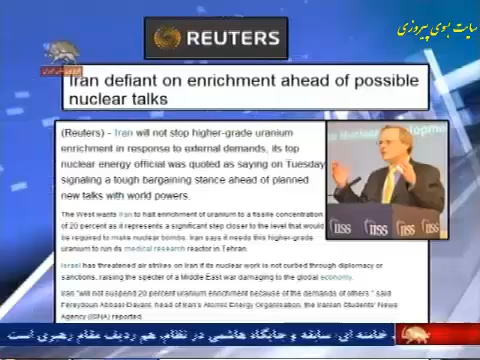 سایت بسوی پیروزی
REUTERS
Iran defiant on enrichment ahead of possible
nuclear talks
(Reuters) - Iran will not stop higher-grade uranium
enrichment in response to external demands, its top
nuclear energy official was quoted as saying on Tuesday
signaling a tough bargaining stance ahead of planned
new talks with world powers.
The West wants Iran to halt enrichment of uranium to a fissile concentration
of 20 percent as it represents a significant step closer to the level that would
be required to make nuclear bombs. Iran says it needs this higher-grade
uranium to run its medical research reactor in Tehran.
Israel has threatened air strikes on Iran if its nuclear work is not curbed through diplomacy or
sanctions, raising the specter of a Middle East war damaging to the global economy.
Iran "will not suspend 20 percent uranium enrichment because of the demands of others " said
Fereydoun Abbasi-Davani, head of Iran's Atomic Energy Organisation, the Iranian Students' News
Agency (ISNA) reported.
IISS IISS IISS
خامنه ای: سابقه و جایگاه هاشمی در نظام، هم ردیف مقام رهبری است